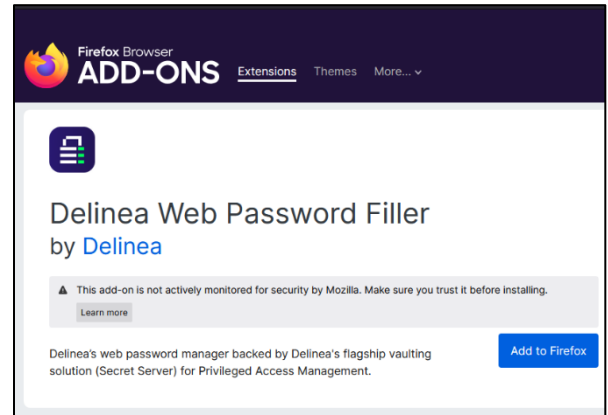 Firefox Browser
ADD-ONS
Extensions Themes More...
Delinea Web Password Filler
by Delinea
This add-on is not actively monitored for security by Mozilla. Make sure you trust it before installing.
Learn more
Delinea's web password manager backed by Delinea's flagship vaulting
solution (Secret Server) for Privileged Access Management.
Add to Firefox